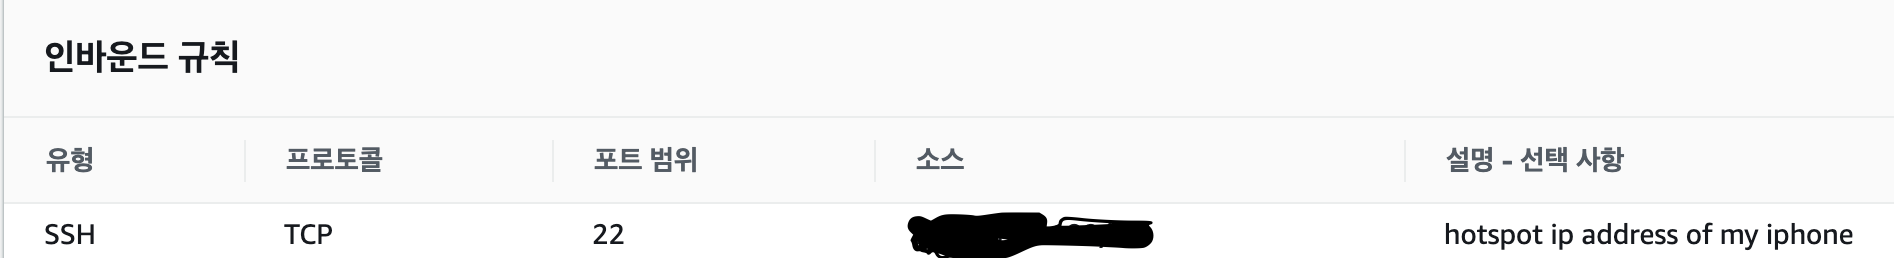 인바운드 규칙
유형 프로토콜 포트 범위 소스 설명 - 선택 사항
SSH TCP 22 hotspot ip address of my iphone